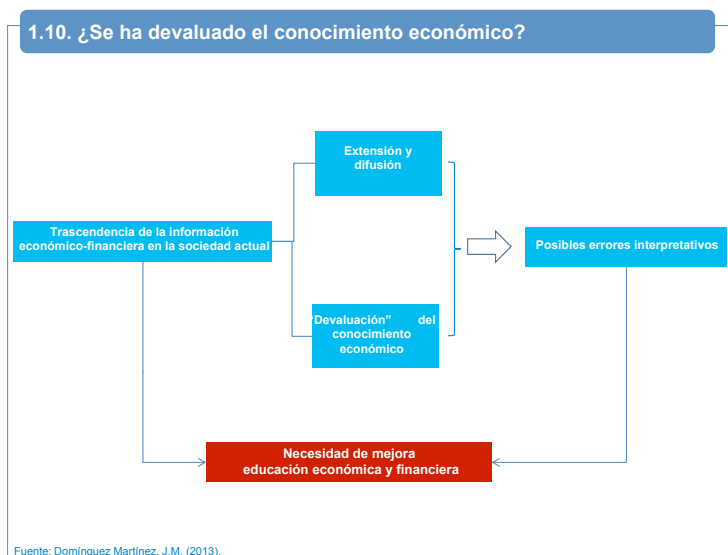 1.10. ¿Se ha devaluado el conocimiento económico?
Extensión y
difusión
Trascendencia de la información
económico-financiera en la sociedad actual
Posibles errores interpretativos
“Devaluación” del
conocimiento
económico
Necesidad de mejora
educación económica y financiera
Fuente: Domínguez Martínez, J.M. (2013).